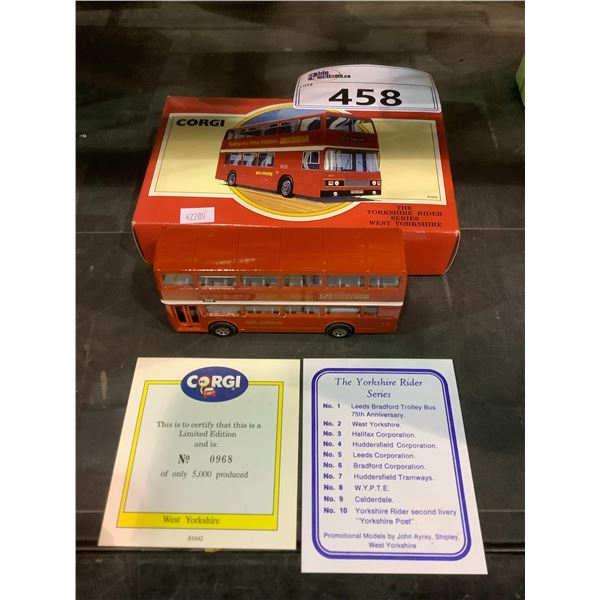 458
CORGI
91842
42289
THE
YORKSHIRE RIDER
SERIES
WEST YORKSHIRE
CORGI
This is to certify that this is a
Limited Edition
and is:
No 0968
of only 5,000 produced
West Yorkshire
91842
The Yorkshire Rider
Series
No. 1 Leeds Bradford Trolley Bus
75th Anniversary.
No. 2 West Yorkshire.
No. 3 Halifax Corporation.
No. 4 Huddersfield Corporation.
No. 5 Leeds Corporation.
No. 6 Bradford Corporation.
No. 7 Huddersfield Tramways.
No. 8 W.Y.P.T.E.
No. 9 Calderdale.
No. 10 Yorkshire Rider second livery
"Yorkshire Post".
Promotional Models by John Ayrey, Shipley,
West Yorkshire